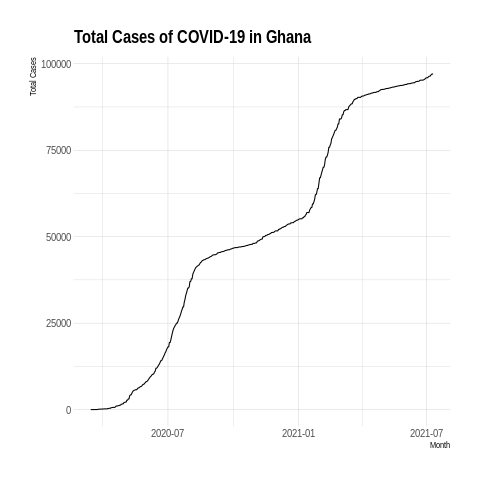 Total Cases of COVID-19 in Ghana
Total Cases
100000
75000
50000
25000
0
2020-07
2021-01
2021-07
Month